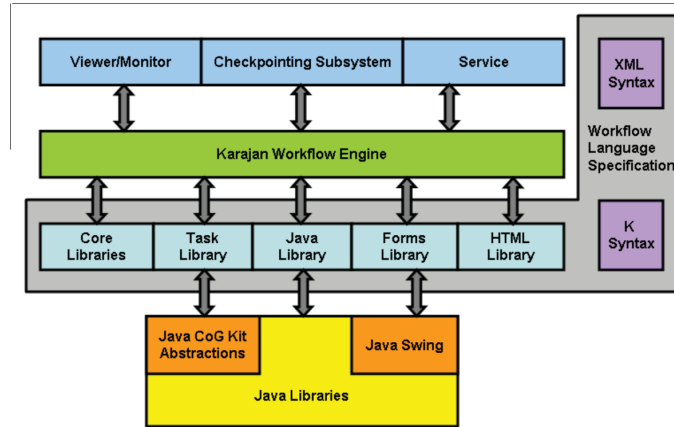 Viewer/Monitor
Checkpointing Subsystem
Service
XML
Syntax
Karajan Workflow Engine
Workflow
Language
Specification
Core
Libraries
Task
Library
Java
Library
Forms
Library
HTML
Library
K
Syntax
Java CoG Kit
Abstractions
Java Swing
Java Libraries